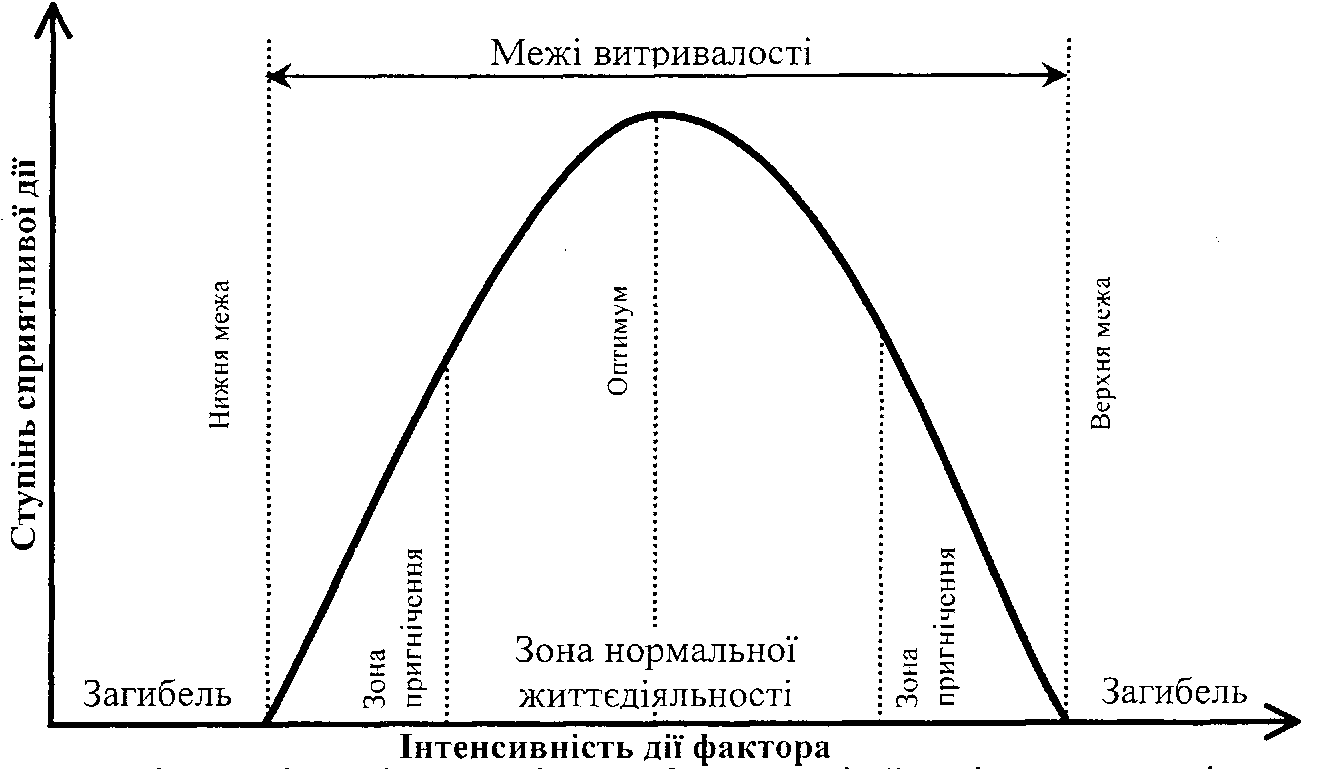 Межі витривалості
Ступінь сприятливої дії
Нижня межа
Оптимум
Верхня межа
Зона
пригнічення
Зона нормальної
життєдіяльності
Зона
пригнічення
Загибель
Загибель
Інтенсивність дії фактора